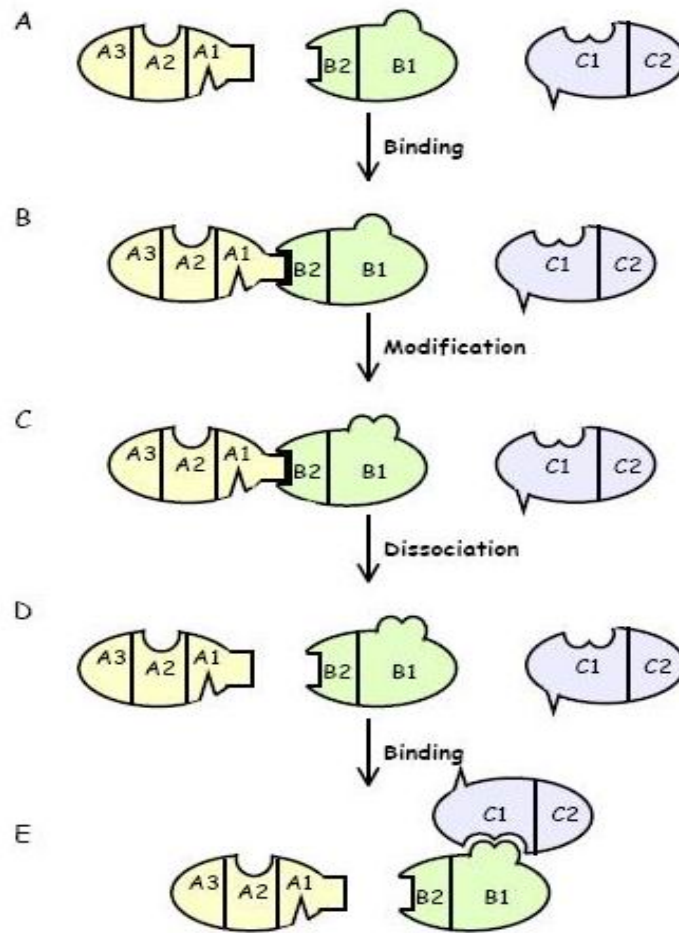 A
A3 A2 A1 B2 B1 C1 C2
Binding
B
A3 A2 A1 B2 B1 C1 C2
Modification
C
A3 A2 A1 B2 B1 C1 C2
Dissociation
D
A3 A2 A1 B2 B1 C1 C2
Binding
C1 C2
E
A3 A2 A1 B2 B1